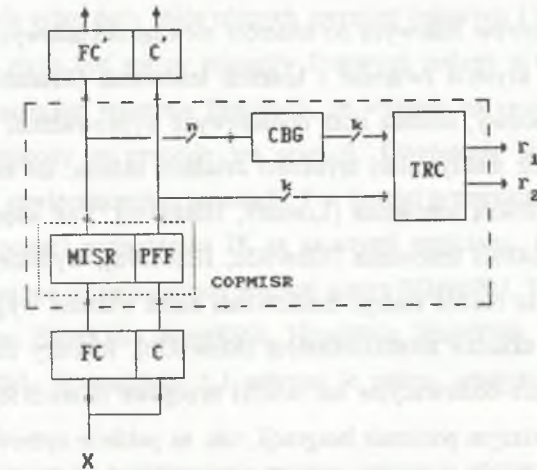 FC* C*
n CBG k
TRC r1
r2
k
MISR PFF
COPMISR
FC C
X